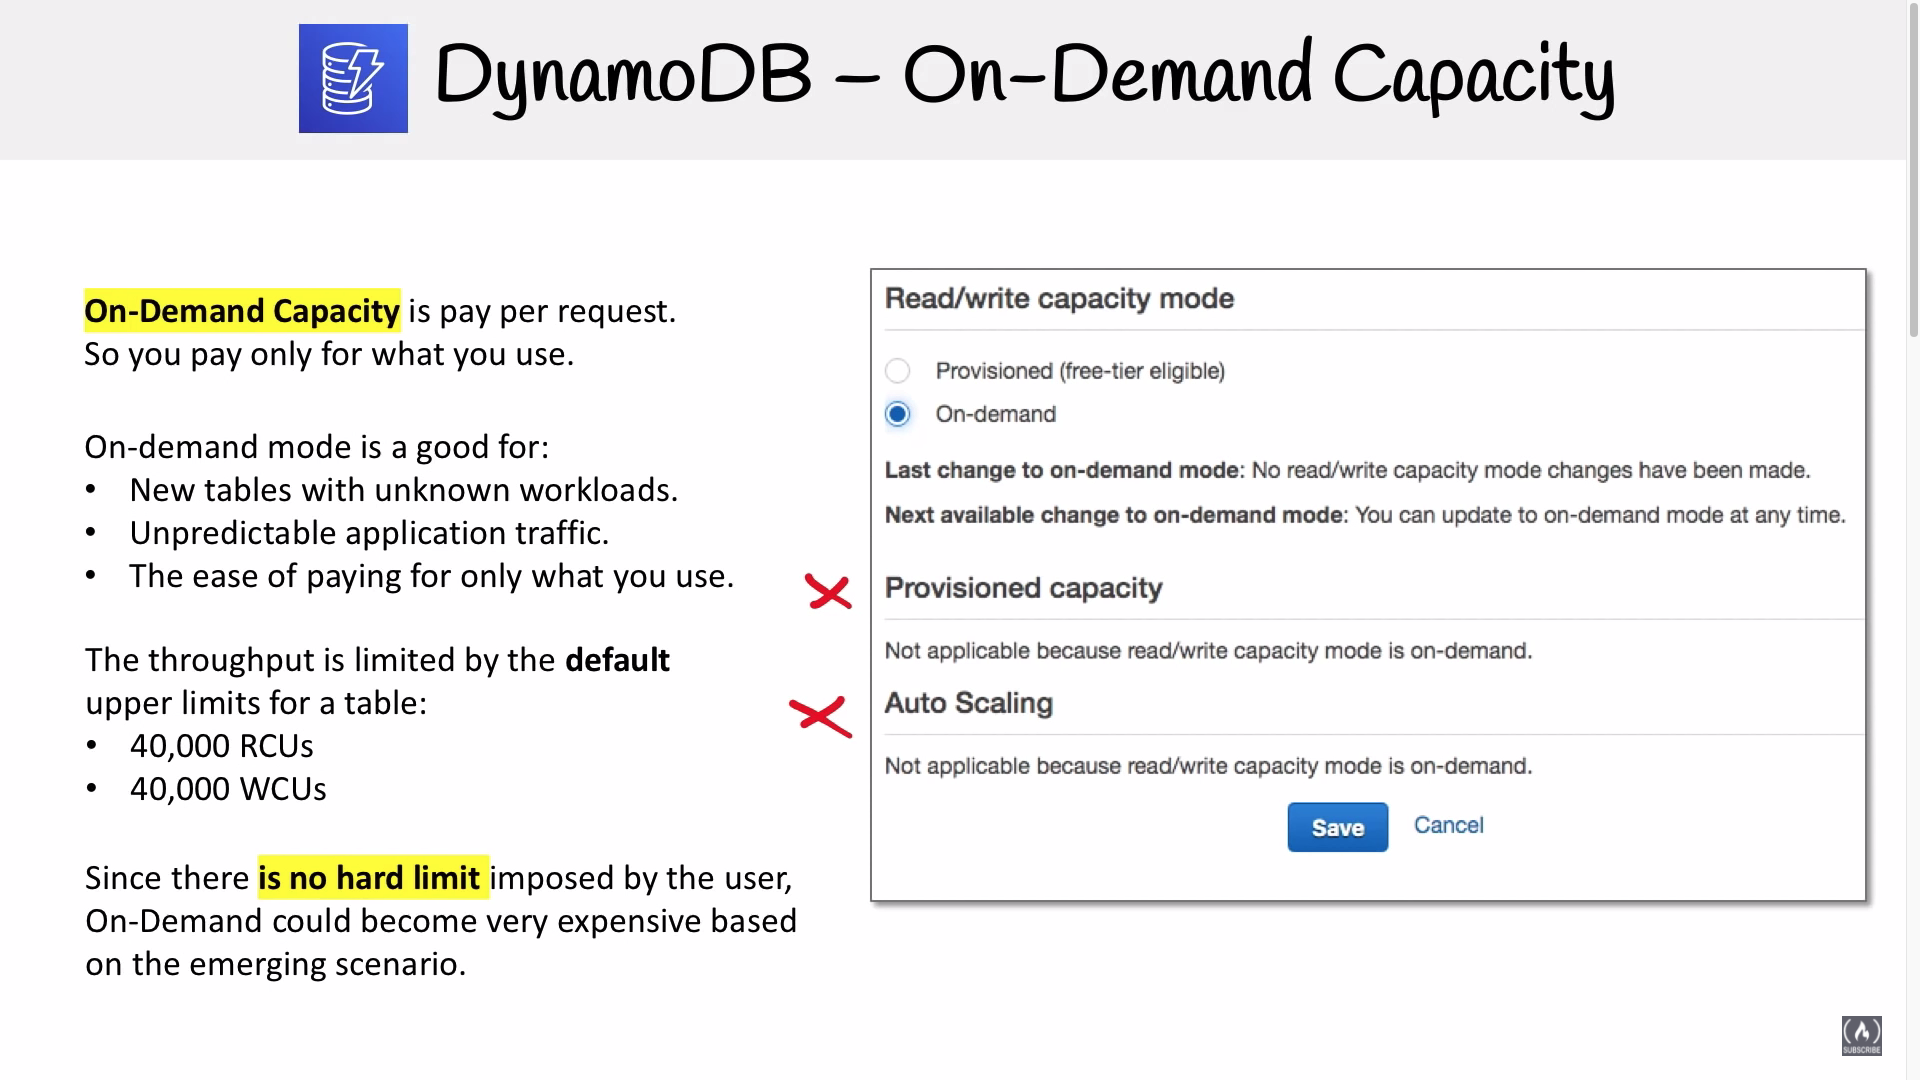 DynamoDB – On-Demand Capacity
On-Demand Capacity is pay per request.
So you pay only for what you use.
On-demand mode is a good for:
• New tables with unknown workloads.
• Unpredictable application traffic.
• The ease of paying for only what you use.
The throughput is limited by the default
upper limits for a table:
• 40,000 RCUs
• 40,000 WCUs
Since there is no hard limit imposed by the user,
On-Demand could become very expensive based
on the emerging scenario.
Read/write capacity mode
Provisioned (free-tier eligible)
On-demand
Last change to on-demand mode: No read/write capacity mode changes have been made.
Next available change to on-demand mode: You can update to on-demand mode at any time.
Provisioned capacity
Not applicable because read/write capacity mode is on-demand.
Auto Scaling
Not applicable because read/write capacity mode is on-demand.
Save Cancel
SUBSCRIBE